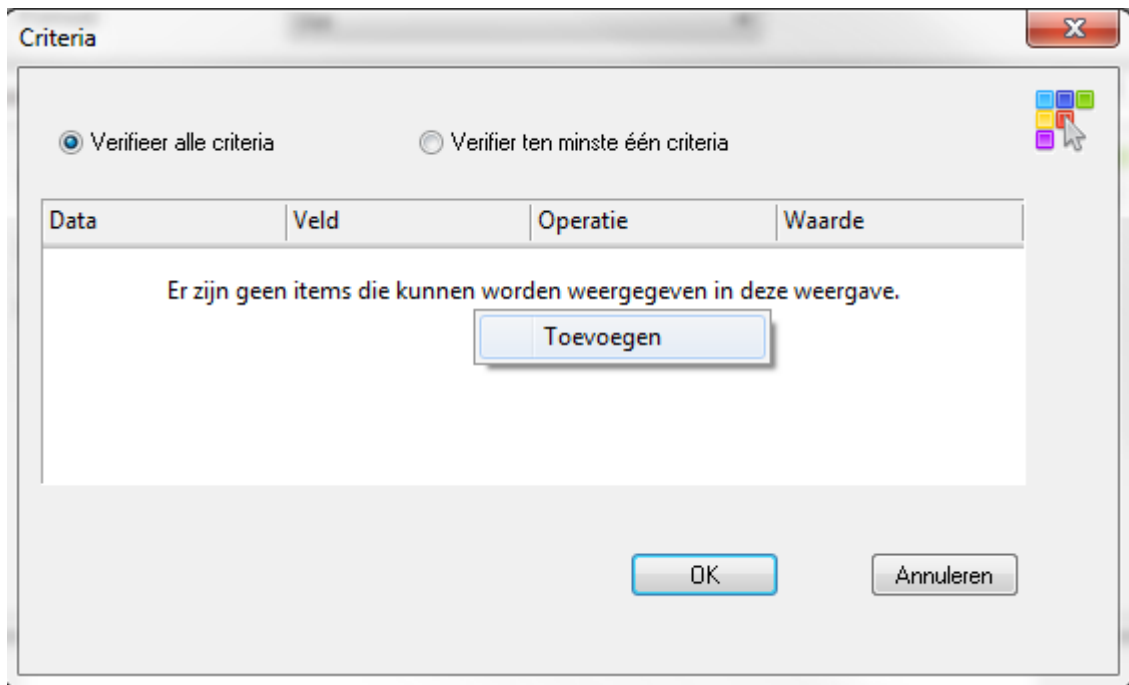 Criteria
Verifieer alle criteria Verifier ten minste één criteria
Data Veld Operatie Waarde
Er zijn geen items die kunnen worden weergegeven in deze weergave.
Toevoegen
OK Annuleren